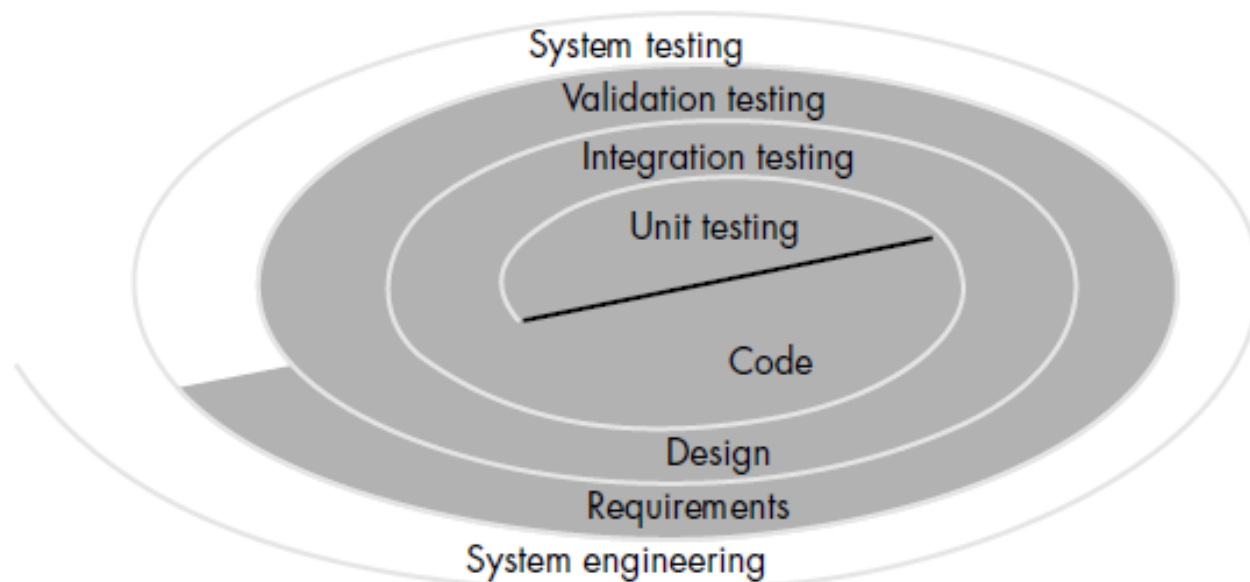 System testing
Validation testing
Integration testing
Unit testing
Code
Design
Requirements
System engineering